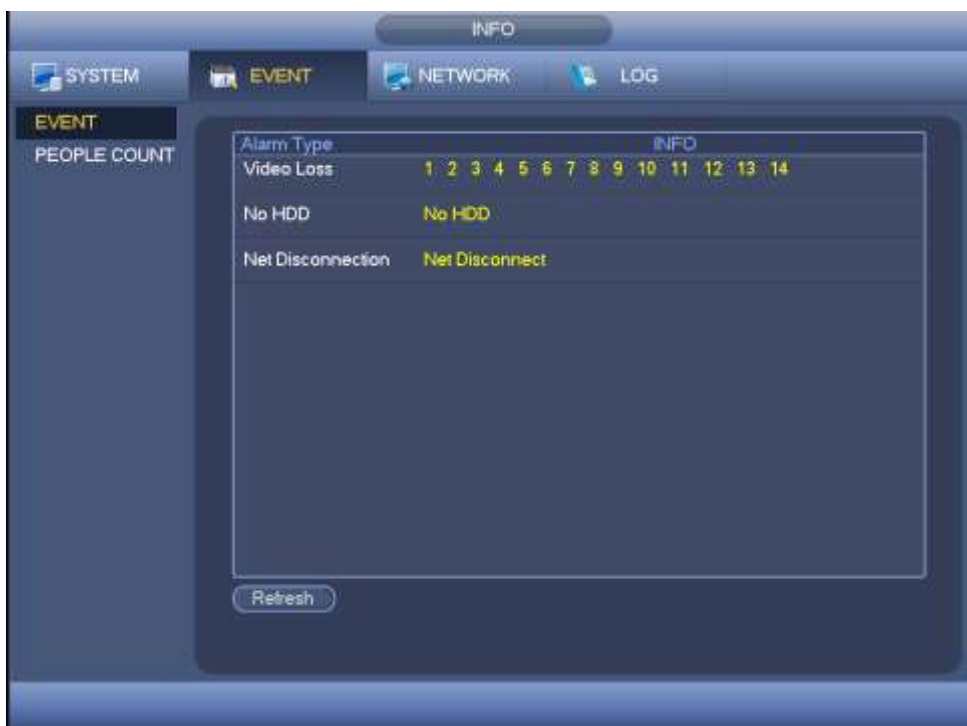 INFO
SYSTEM EVENT NETWORK LOG
EVENT
PEOPLE COUNT
Alarm Type INFO
Video Loss 1 2 3 4 5 6 7 8 9 10 11 12 13 14
No HDD No HDD
Net Disconnection Net Disconnect
Refresh